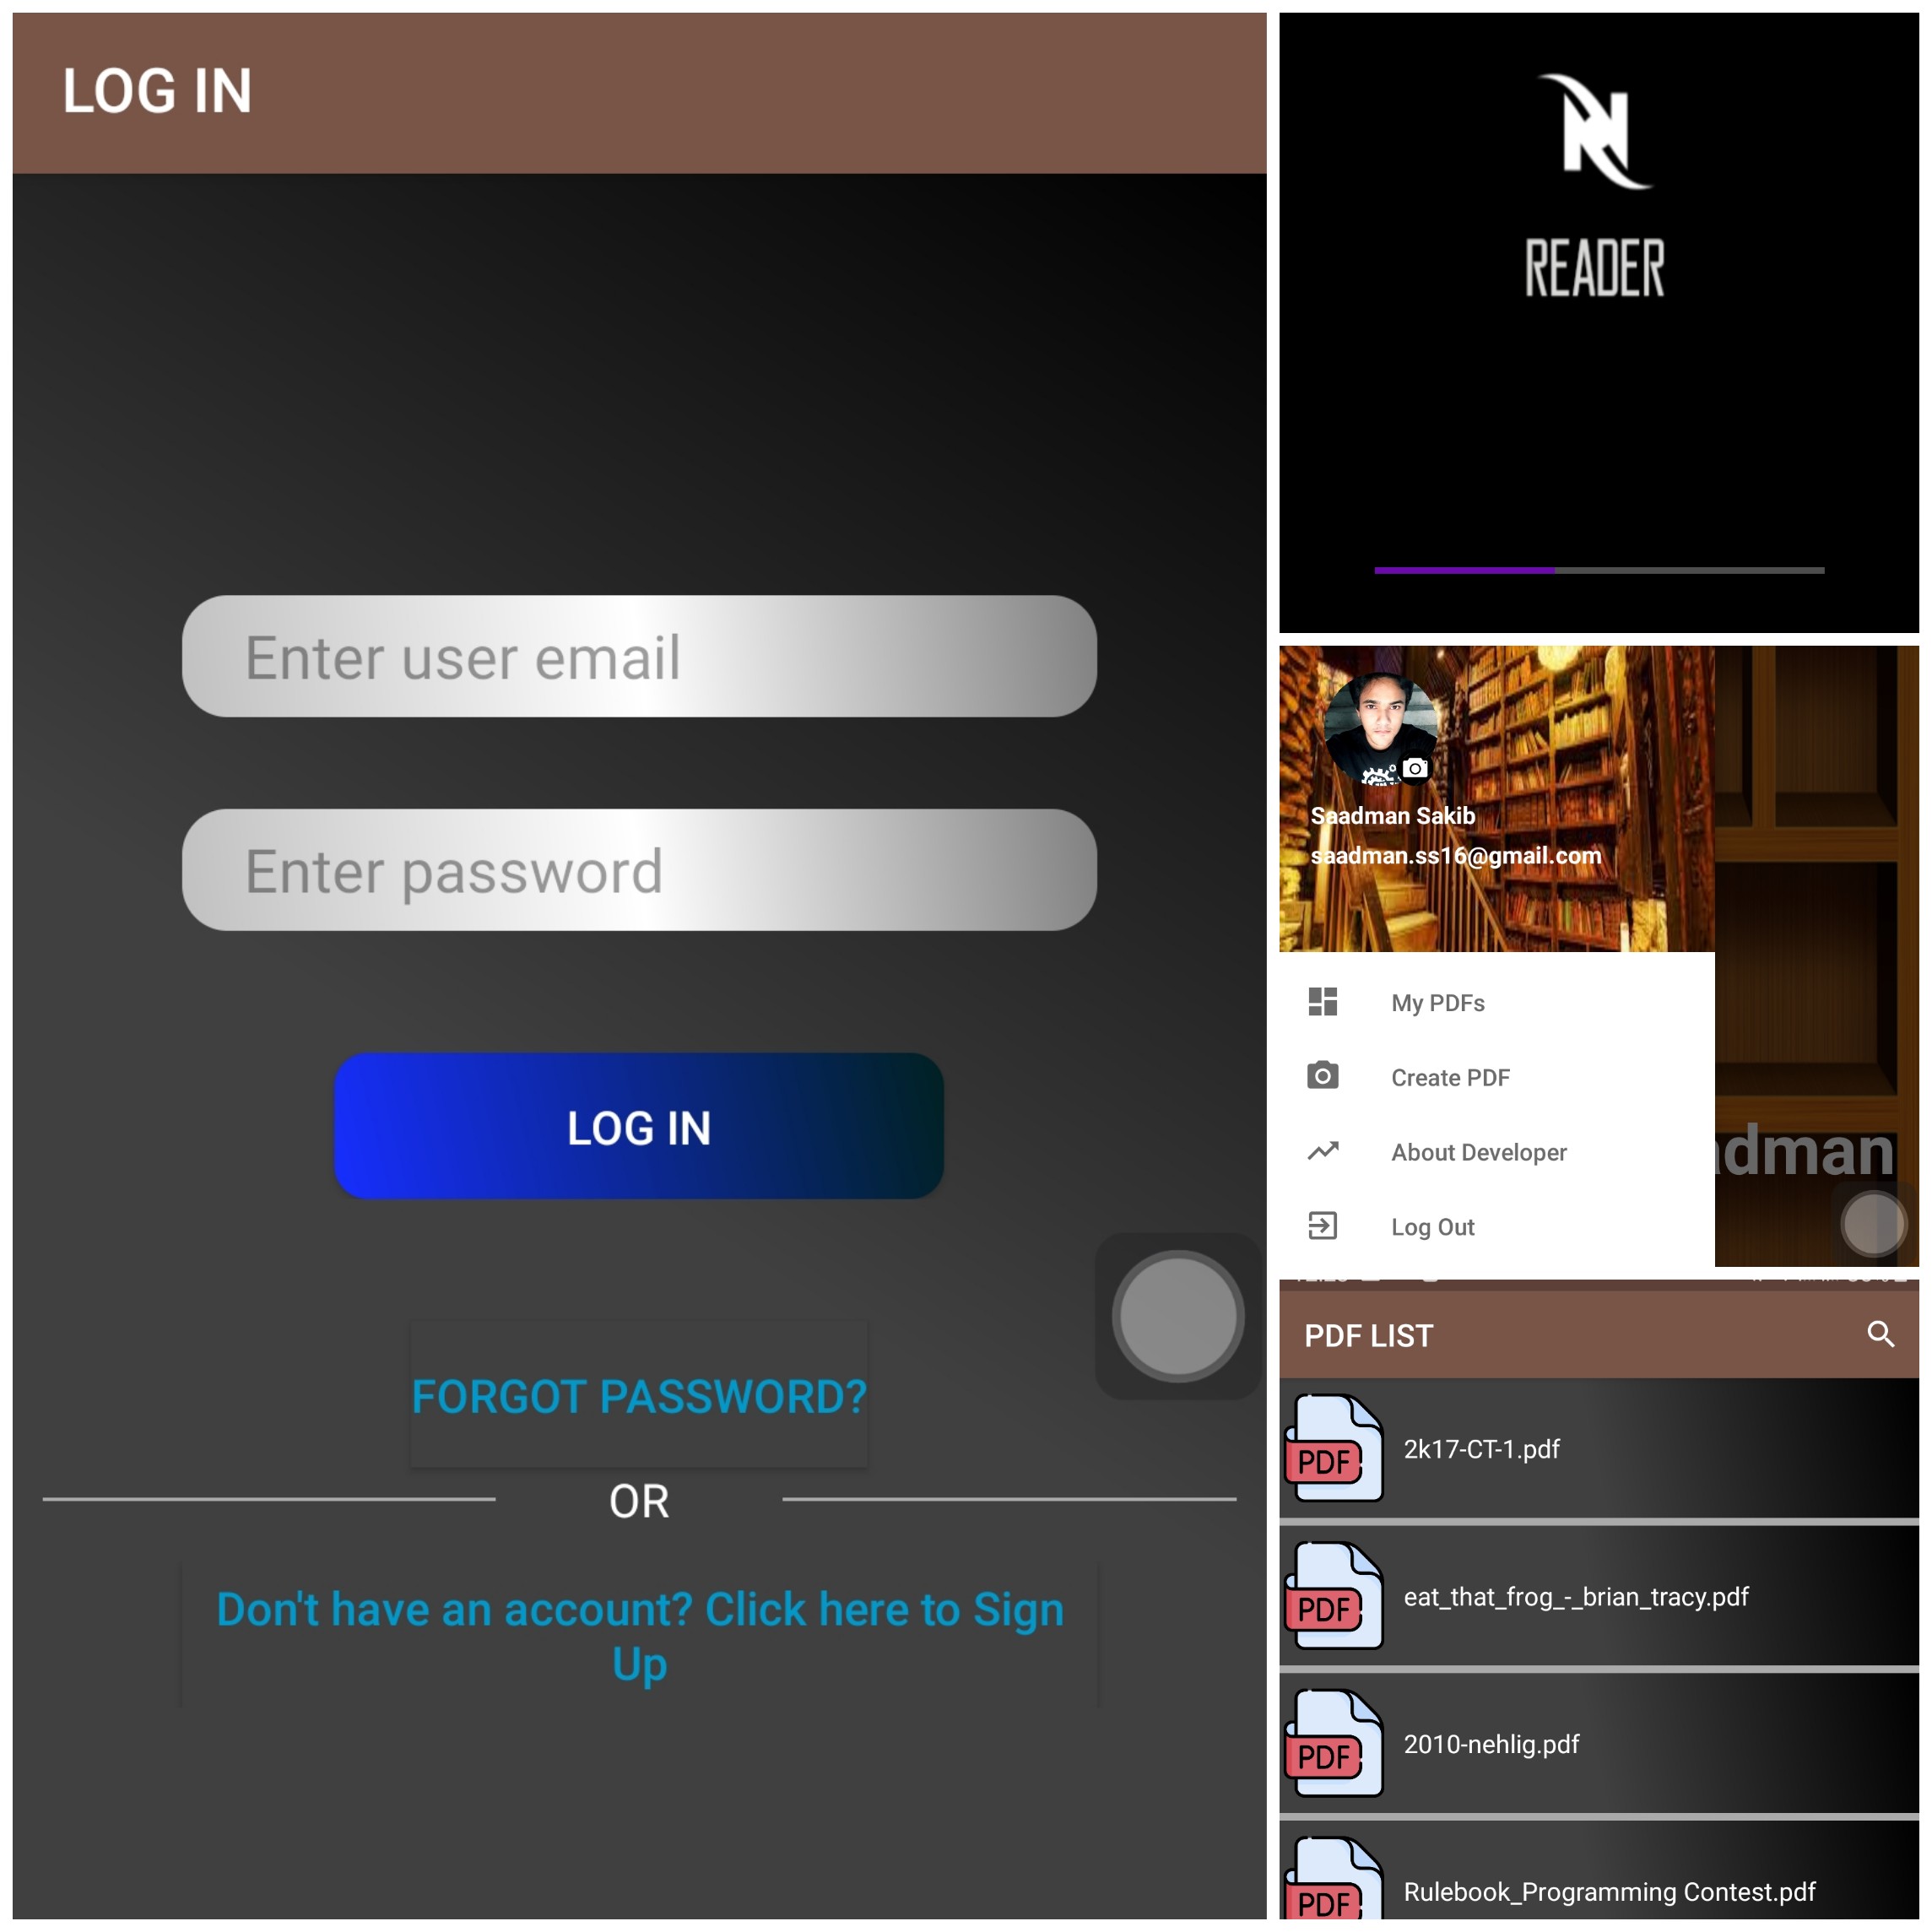 LOG IN
Enter user email
Enter password
LOG IN
FORGOT PASSWORD?
OR
Don't have an account? Click here to Sign
Up
N
READER
Saadman Sakib
saadman.ss16@gmail.com
My PDFs
Create PDF
About Developer
Log Out
dman
PDF LIST
PDF
2k17-CT-1.pdf
PDF
eat_that_frog_-_brian_tracy.pdf
PDF
2010-nehlig.pdf
PDF
Rulebook_Programming Contest.pdf